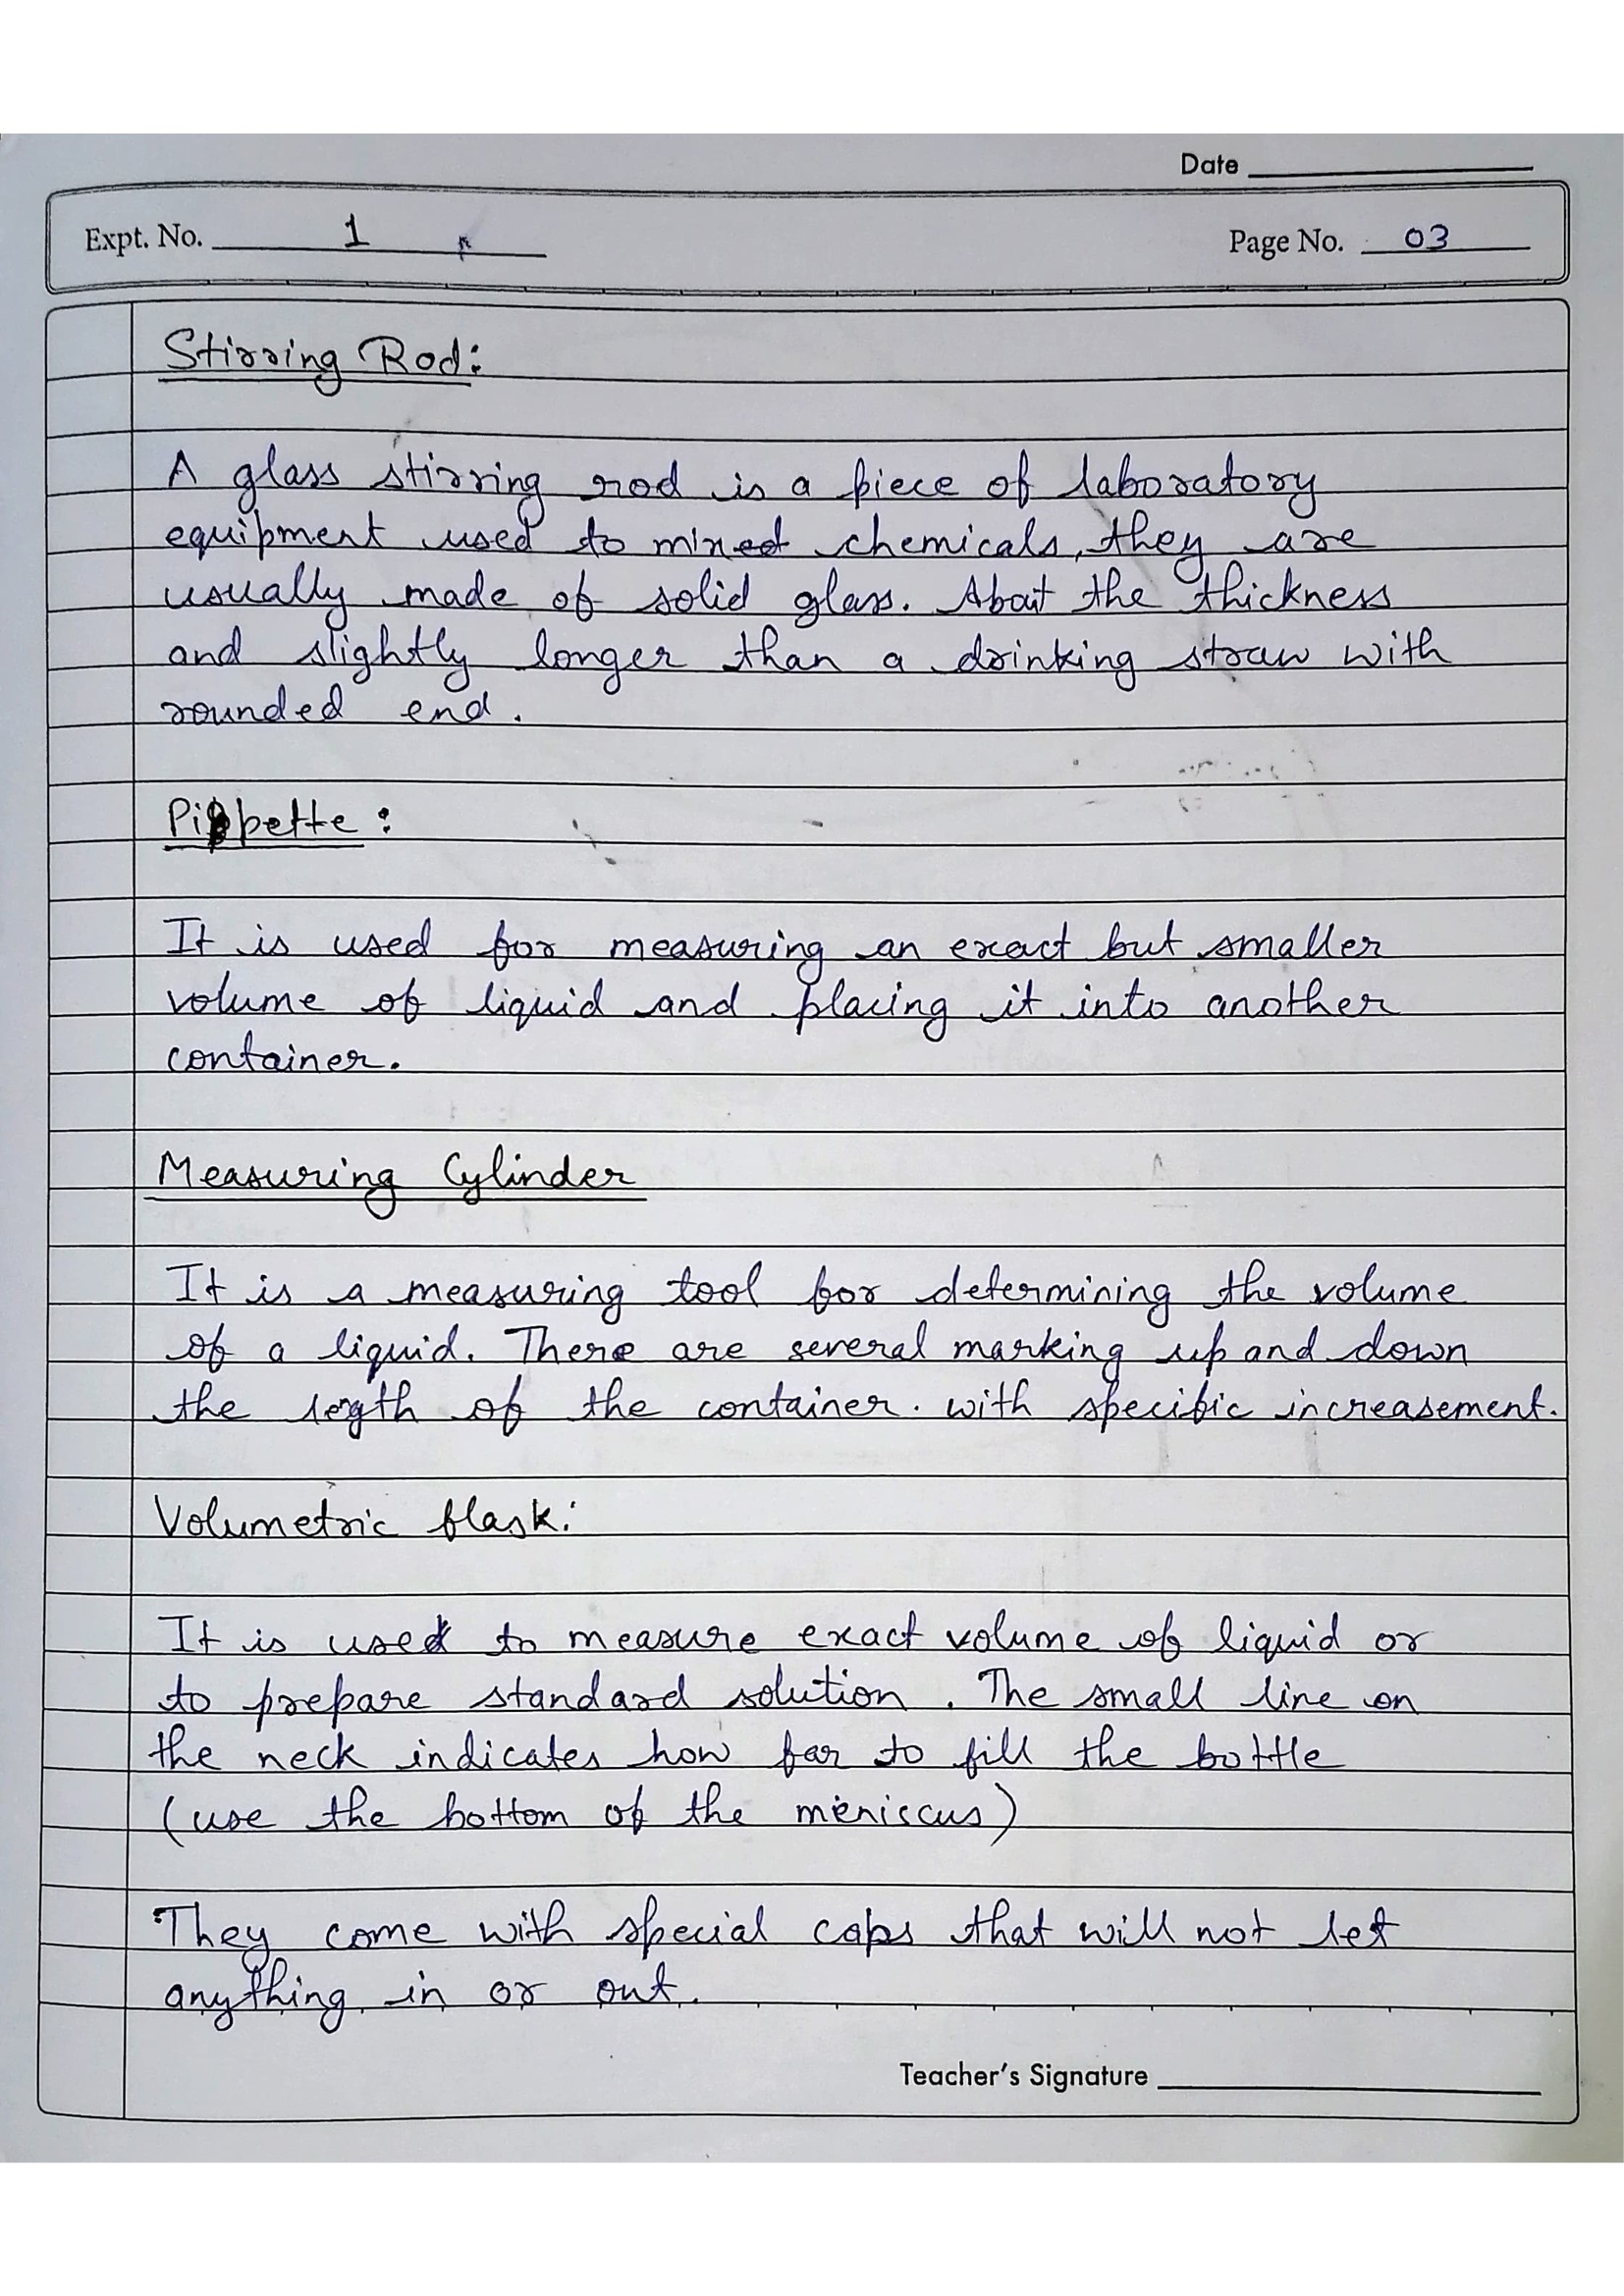 Date
Expt. No. 1
Page No. 03
Stirring Rod:
A glass stirring rod is a piece of laboratory
equipment used to mixed chemicals, they are
usually made of solid glass. About the thickness
and slightly longer than a drinking straw with
rounded end.
Pippette:
It is used for measuring an exact but smaller
volume of liquid and placing it into another
container.
Measuring Cylinder
It is a measuring tool for determining the volume
of a liquid. There are several marking up and down
the length of the container. with specific increasement.
Volumetric flask:
It is used to measure exact volume of liquid or
to prepare standard solution. The small line on
the neck indicates how far to fill the bottle
(use the bottom of the meniscus)
They come with special caps that will not let
anything in or out.
Teacher's Signature